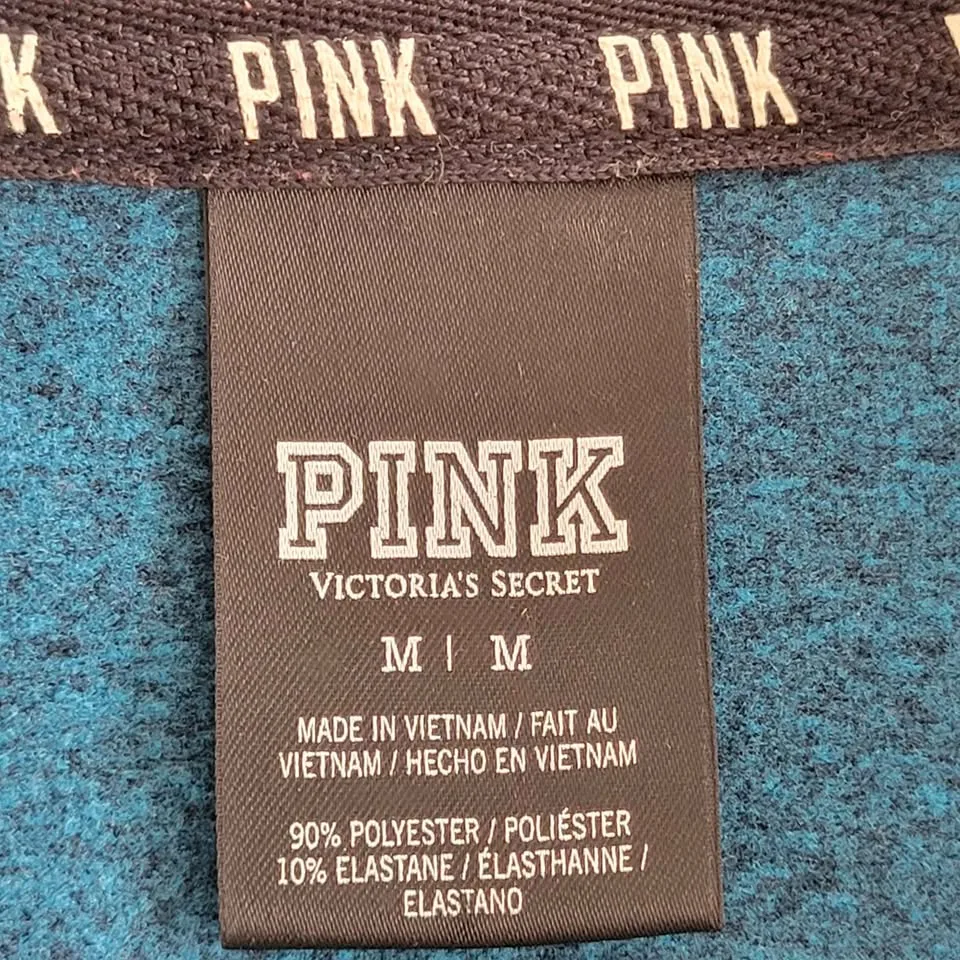 PINK PINK
PINK
VICTORIA'S SECRET
M | M
MADE IN VIETNAM / FAIT AU
VIETNAM / HECHO EN VIETNAM
90% POLYESTER / POLIÉSTER
10% ELASTANE / ÉLASTHANNE /
ELASTANO